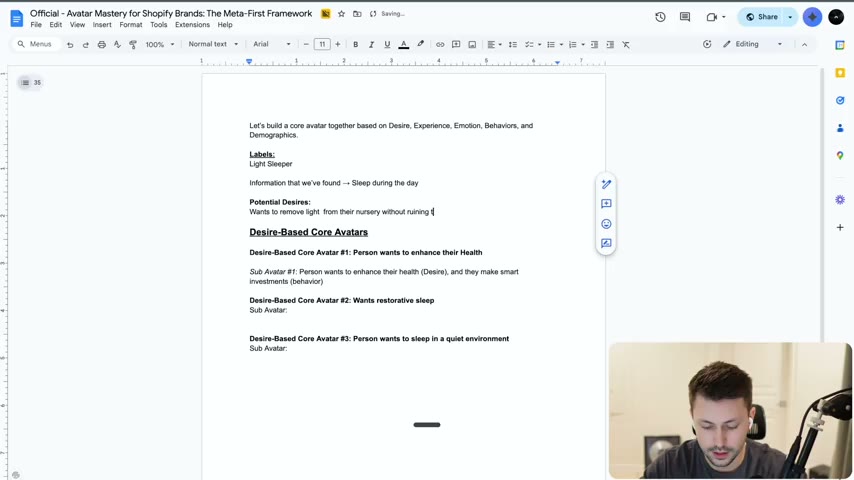 Official - Avatar Mastery for Shopify Brands: The Meta-First Framework
Saving...
File Edit View Insert Format Tools Extensions Help
Share
Menus
100%
Normal text
Arial
11
Editing
35
Let's build a core avatar together based on Desire, Experience, Emotion, Behaviors, and
Demographics.
Labels:
Light Sleeper
Information that we've found → Sleep during the day
Potential Desires:
Wants to remove light  from their nursery without ruining t
Desire-Based Core Avatars
Desire-Based Core Avatar #1: Person wants to enhance their Health
Sub Avatar #1: Person wants to enhance their health (Desire), and they make smart
investments (behavior)
Desire-Based Core Avatar #2: Wants restorative sleep
Sub Avatar:
Desire-Based Core Avatar #3: Person wants to sleep in a quiet environment
Sub Avatar: